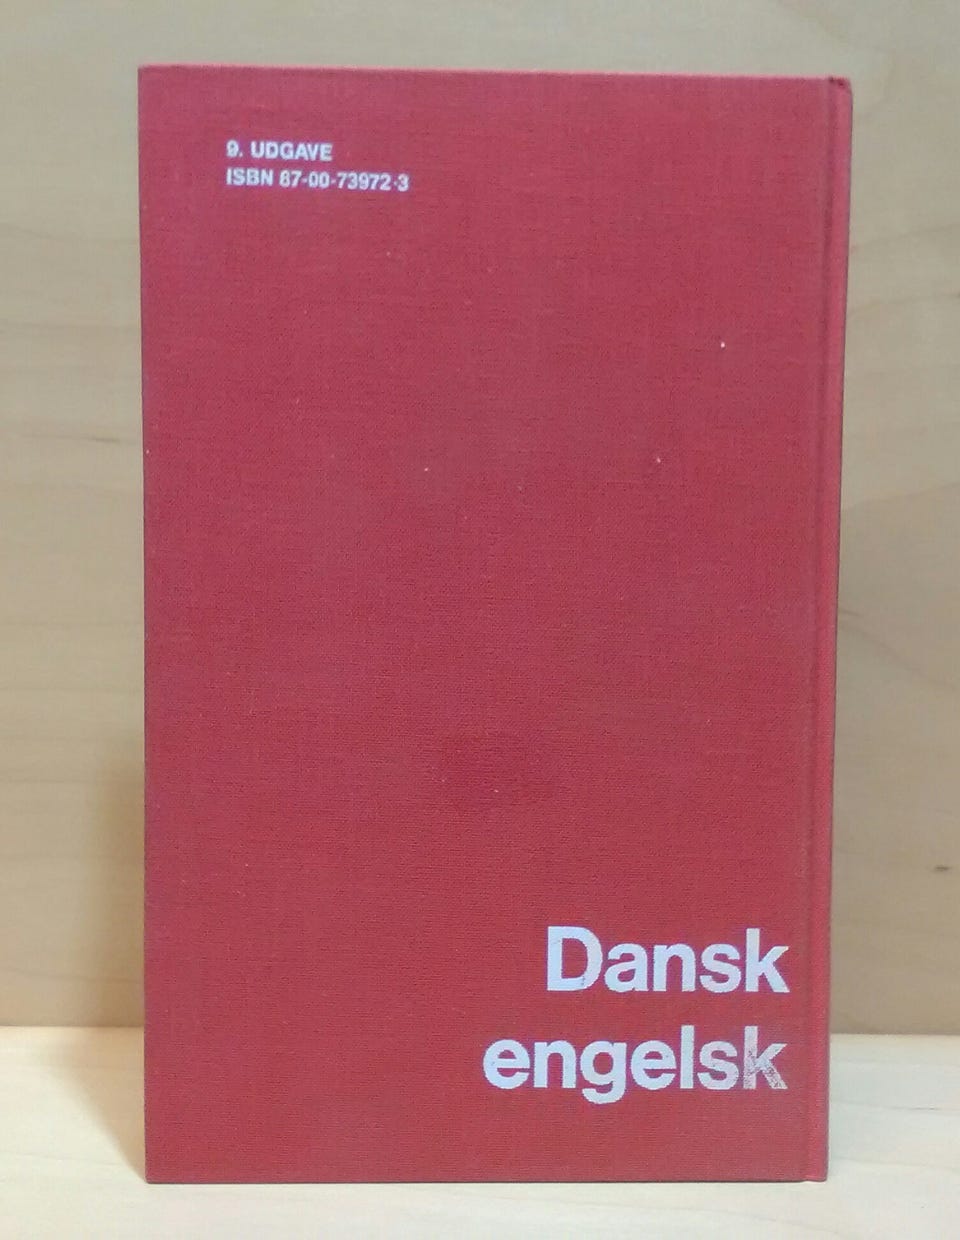 9. UDGAVE
ISBN 87-00-73972-3
Dansk
engelsk